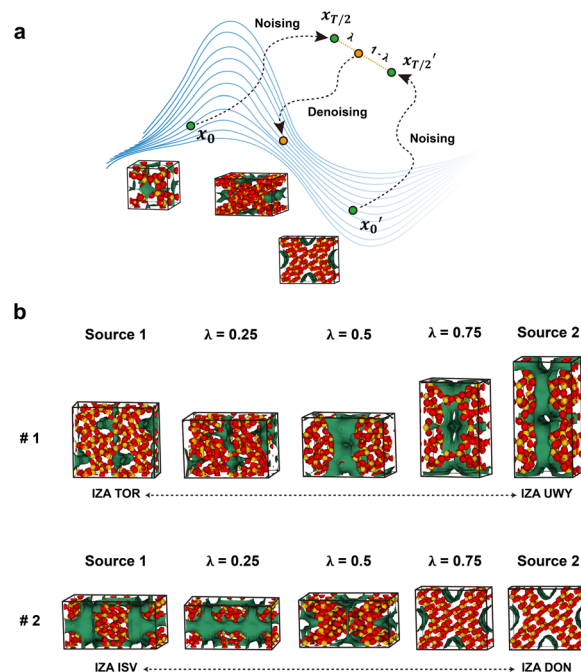 a
Noising
x_{T/2}
λ
1-λ
x_{T/2}'
x_0
Denoising
Noising
x_0'
b
Source 1
λ = 0.25
λ = 0.5
λ = 0.75
Source 2
# 1
IZA TOR
IZA UWY
Source 1
λ = 0.25
λ = 0.5
λ = 0.75
Source 2
# 2
IZA ISV
IZA DON